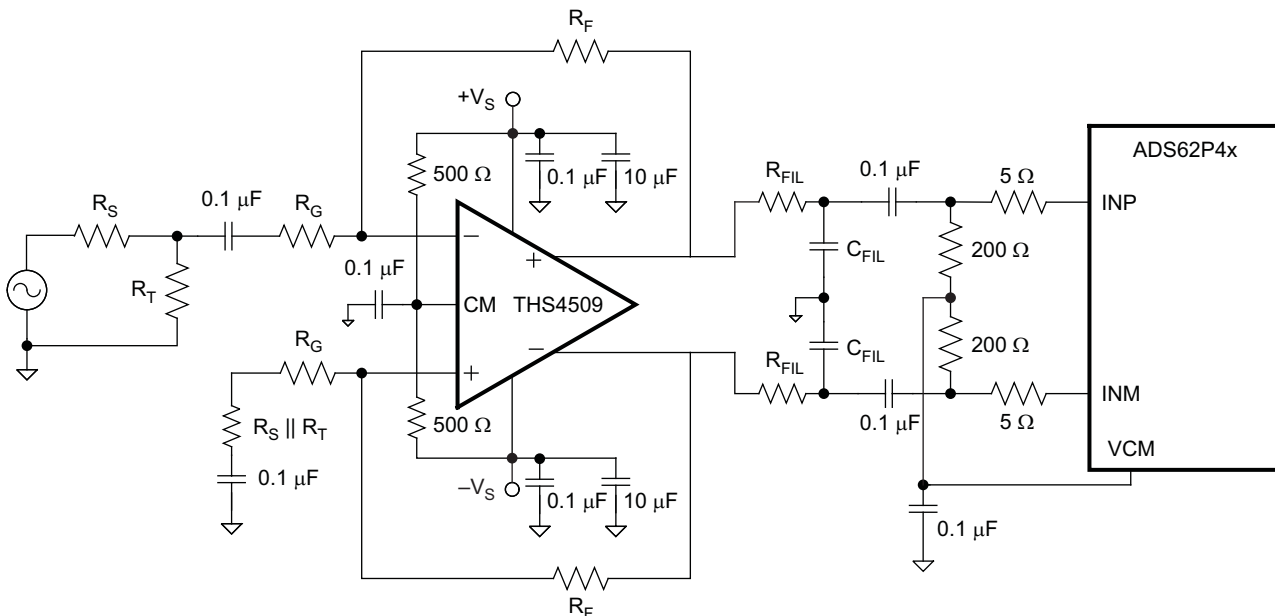 R_F
+V_S
ADS62P4x
500 Ω
0.1 μF
10 μF
R_FIL
0.1 μF
5 Ω
R_S
0.1 μF
R_G
INP
−
+
200 Ω
C_FIL
0.1 μF
R_T
CM
THS4509
R_G
+
−
C_FIL
200 Ω
R_FIL
INM
500 Ω
0.1 μF
5 Ω
R_S || R_T
VCM
0.1 μF
−V_S
0.1 μF
10 μF
0.1 μF
R_F